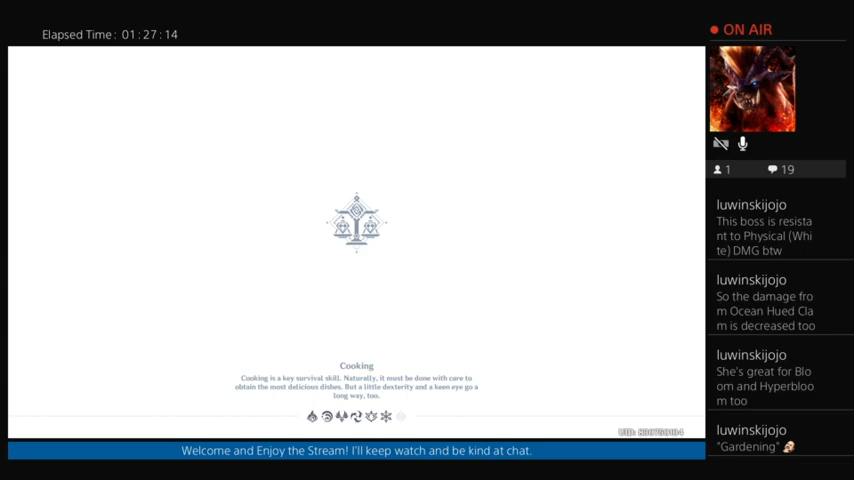 Elapsed Time: 01:27:14
ON AIR
1
19
luwinskijojo
This boss is resista
nt to Physical (Whi
te) DMG btw
luwinskijojo
So the damage fro
m Ocean Hued Cla
m is decreased too
luwinskijojo
She's great for Blo
om and Hyperbloo
m too
luwinskijojo
"Gardening"
Cooking
Cooking is a key survival skill. Naturally, it must be done with care to
obtain the most delicious dishes. But a little dexterity and a keen eye go a
long way, too.
Welcome and Enjoy the Stream! I'll keep watch and be kind at chat.